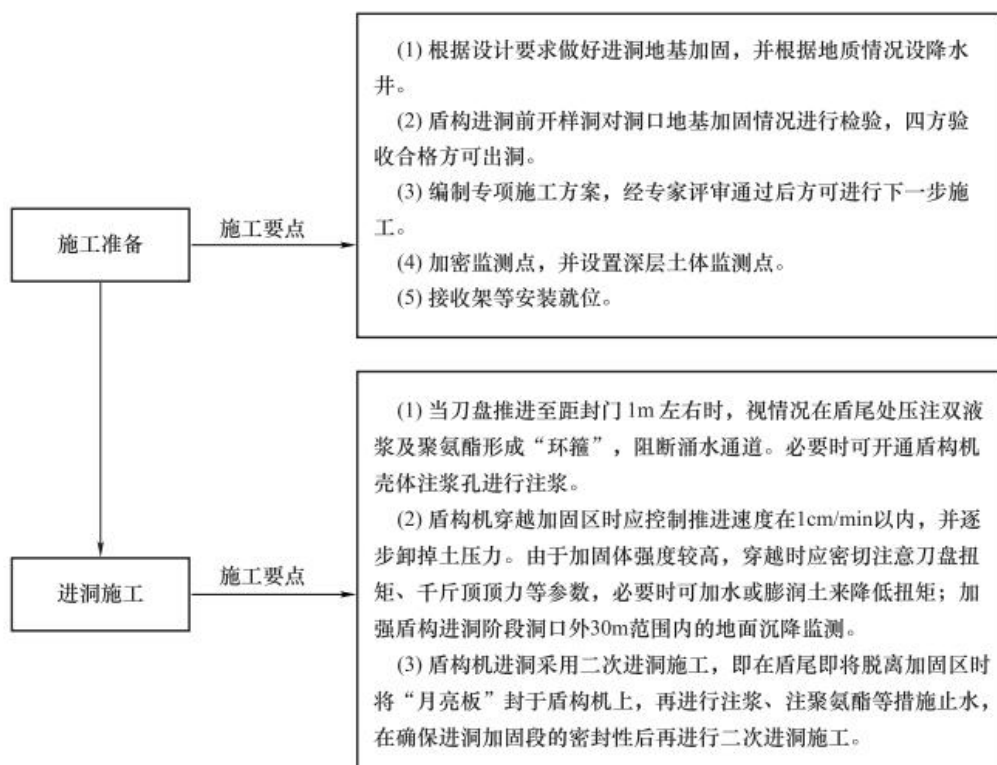 (1) 根据设计要求做好进洞地基加固，并根据地质情况设降水
井。
(2) 盾构进洞前开样洞对洞口地基加固情况进行检验，四方验
收合格方可出洞。
(3) 编制专项施工方案，经专家评审通过后方可进行下一步施
工。
(4) 加密监测点，并设置深层土体监测点。
(5) 接收架等安装就位。
施工准备
施工要点
(1) 当刀盘推进至距封门 1m 左右时，视情况在盾尾处压注双液
浆及聚氨酯形成“环箍”，阻断涌水通道。必要时可开通盾构机
壳体注浆孔进行注浆。
(2) 盾构机穿越加固区时应控制推进速度在1cm/min以内，并逐
步卸掉土压力。由于加固体强度较高，穿越时应密切注意刀盘扭
矩、千斤顶顶力等参数，必要时可加水或膨润土来降低扭矩；加
强盾构进洞阶段洞口外30m范围内的地面沉降监测。
(3) 盾构机进洞采用二次进洞施工，即在盾尾即将脱离加固区时
将“月亮板”封于盾构机上，再进行注浆、注聚氨酯等措施止水，
在确保进洞加固段的密封性后再进行二次进洞施工。
进洞施工
施工要点